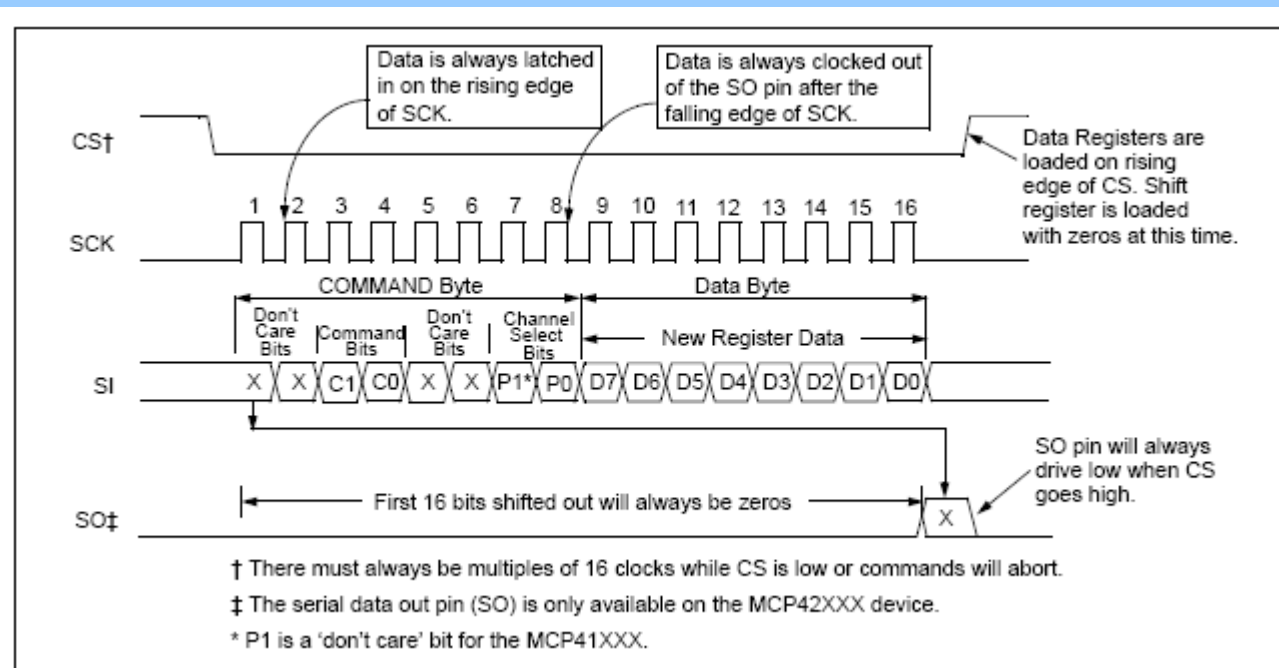 Data is always latched
in on the rising edge
of SCK.
Data is always clocked out
of the SO pin after the
falling edge of SCK.
CS†
Data Registers are
loaded on rising
edge of CS. Shift
register is loaded
with zeros at this time.
1 2 3 4 5 6 7 8 9 10 11 12 13 14 15 16
SCK
COMMAND Byte
Data Byte
Don't
Care
Bits
Command
Bits
Don't
Care
Bits
Channel
Select
Bits
New Register Data
SI
X X C1 C0 X X P1* P0 D7 D6 D5 D4 D3 D2 D1 D0
SO pin will always
drive low when CS
goes high.
First 16 bits shifted out will always be zeros
SO‡
X
† There must always be multiples of 16 clocks while CS is low or commands will abort.
‡ The serial data out pin (SO) is only available on the MCP42XXX device.
* P1 is a ‘don't care’ bit for the MCP41XXX.